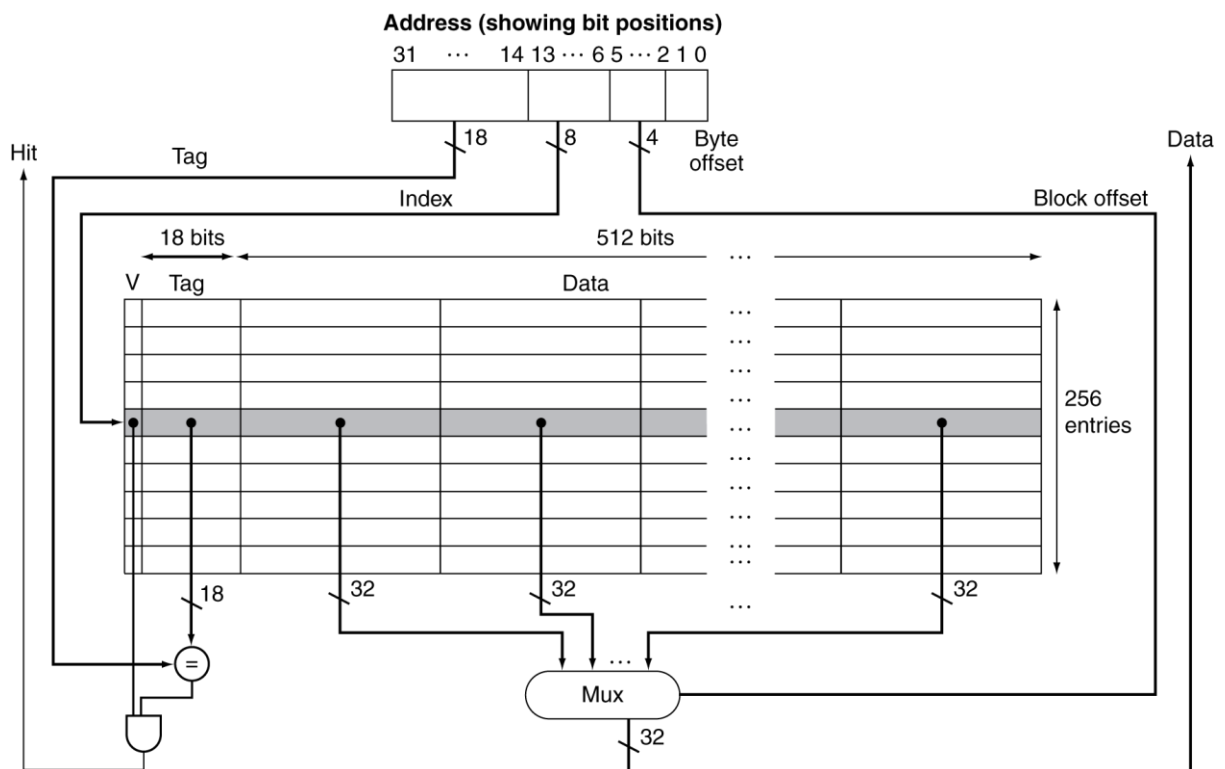 Address (showing bit positions)
31 ... 14 13 ... 6 5 ... 2 1 0
18 8 4 Byte offset
Hit Tag Data
Index Block offset
18 bits 512 bits ...
V Tag Data
...
...
...
...
...
256 entries
...
...
...
...
...
18 32 32 ... 32
=
...
Mux
32